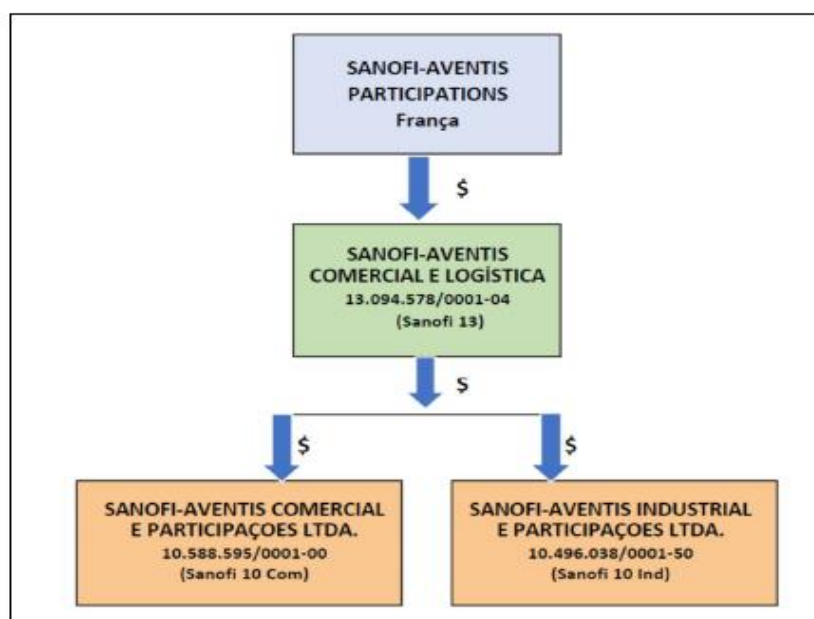 SANOFI-AVENTIS
PARTICIPATIONS
França
$
SANOFI-AVENTIS
COMERCIAL E LOGÍSTICA
13.094.578/0001-04
(Sanofi 13)
$
$
$
SANOFI-AVENTIS COMERCIAL
E PARTICIPAÇOES LTDA.
10.588.595/0001-00
(Sanofi 10 Com)
SANOFI-AVENTIS INDUSTRIAL
E PARTICIPAÇOES LTDA.
10.496.038/0001-50
(Sanofi 10 Ind)